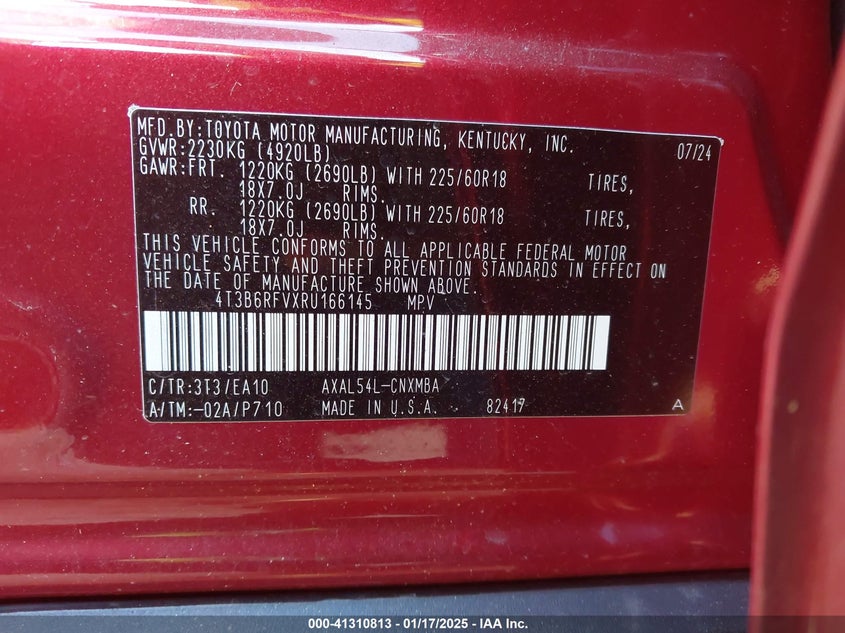 MFD.BY:TOYOTA MOTOR MANUFACTURING, KENTUCKY, INC. 07/24
GVWR:2230KG (4920LB)
GAWR:FRT. 1220KG (2690LB) WITH 225/60R18 TIRES,
18X7.0J RIMS.
RR. 1220KG (2690LB) WITH 225/60R18 TIRES,
18X7.0J RIMS.
THIS VEHICLE CONFORMS TO ALL APPLICABLE FEDERAL MOTOR
VEHICLE SAFETY AND THEFT PREVENTION STANDARDS IN EFFECT ON
THE DATE OF MANUFACTURE SHOWN ABOVE.
4T3B6RFVXRU166145 MPV
C/TR:3T3/EA10 AXAL54L-CNXMBA
A/TM:-02A/P710 MADE IN U.S.A. 82417 A
000-41310813 - 01/17/2025 - IAA Inc.